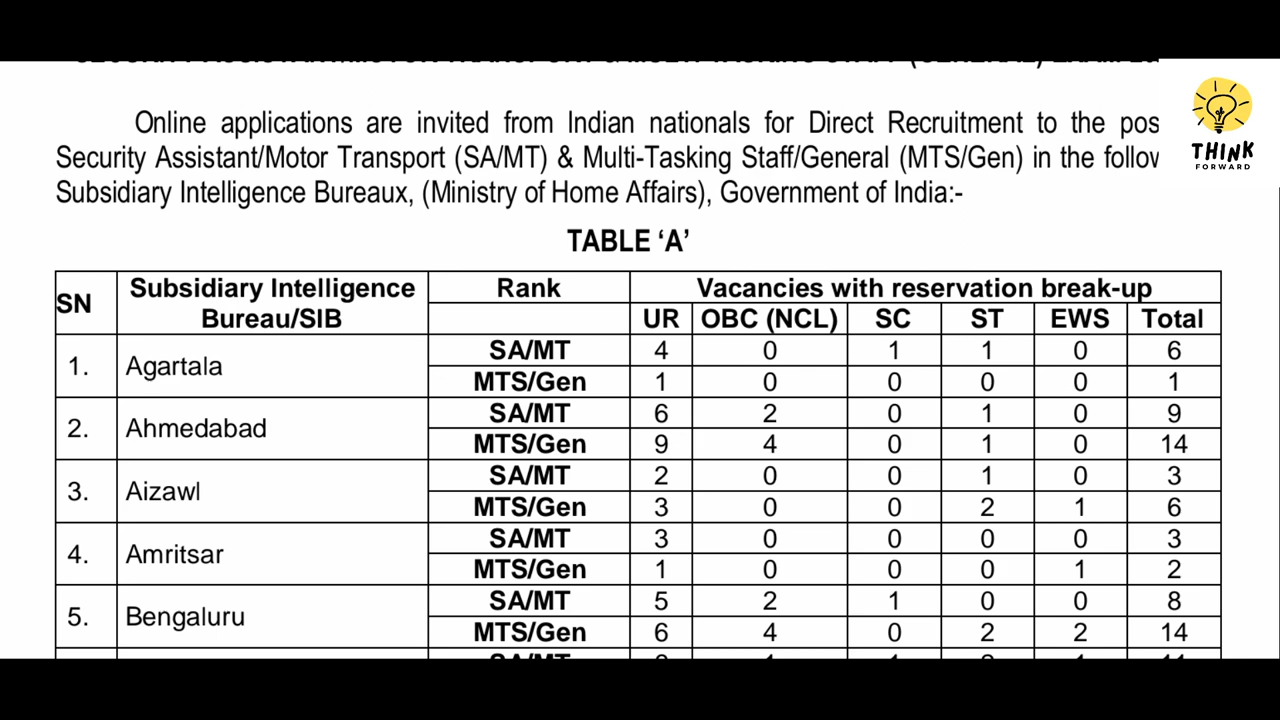 Online applications are invited from Indian nationals for Direct Recruitment to the pos
Security Assistant/Motor Transport (SA/MT) & Multi-Tasking Staff/General (MTS/Gen) in the follow
Subsidiary Intelligence Bureaux, (Ministry of Home Affairs), Government of India:-
THINK
FORWARD
TABLE ‘A’
SN Subsidiary Intelligence Bureau/SIB Rank Vacancies with reservation break-up
UR OBC (NCL) SC ST EWS Total
1. Agartala SA/MT 4 0 1 1 0 6
MTS/Gen 1 0 0 0 0 1
2. Ahmedabad SA/MT 6 2 0 1 0 9
MTS/Gen 9 4 0 1 0 14
3. Aizawl SA/MT 2 0 0 1 0 3
MTS/Gen 3 0 0 2 1 6
4. Amritsar SA/MT 3 0 0 0 0 3
MTS/Gen 1 0 0 0 1 2
5. Bengaluru SA/MT 5 2 1 0 0 8
MTS/Gen 6 4 0 2 2 14